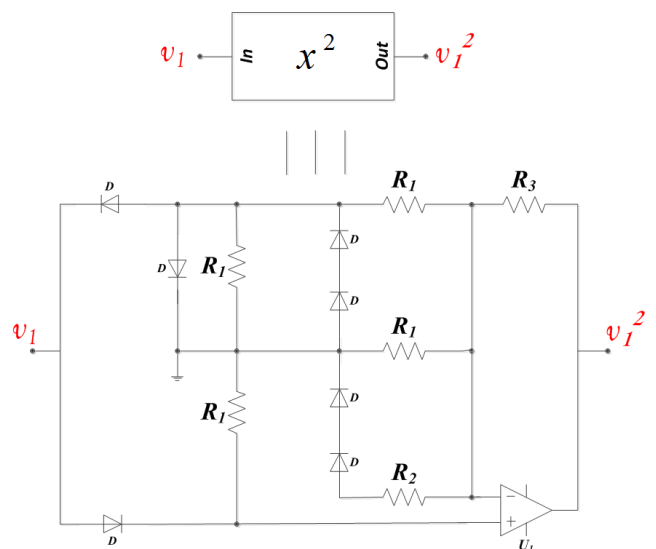 v₁ In x² Out v₁²
D R₁ R₃
D R₁ D
D
v₁ R₁ v₁²
R₁ D
D R₂
D − +
U₁